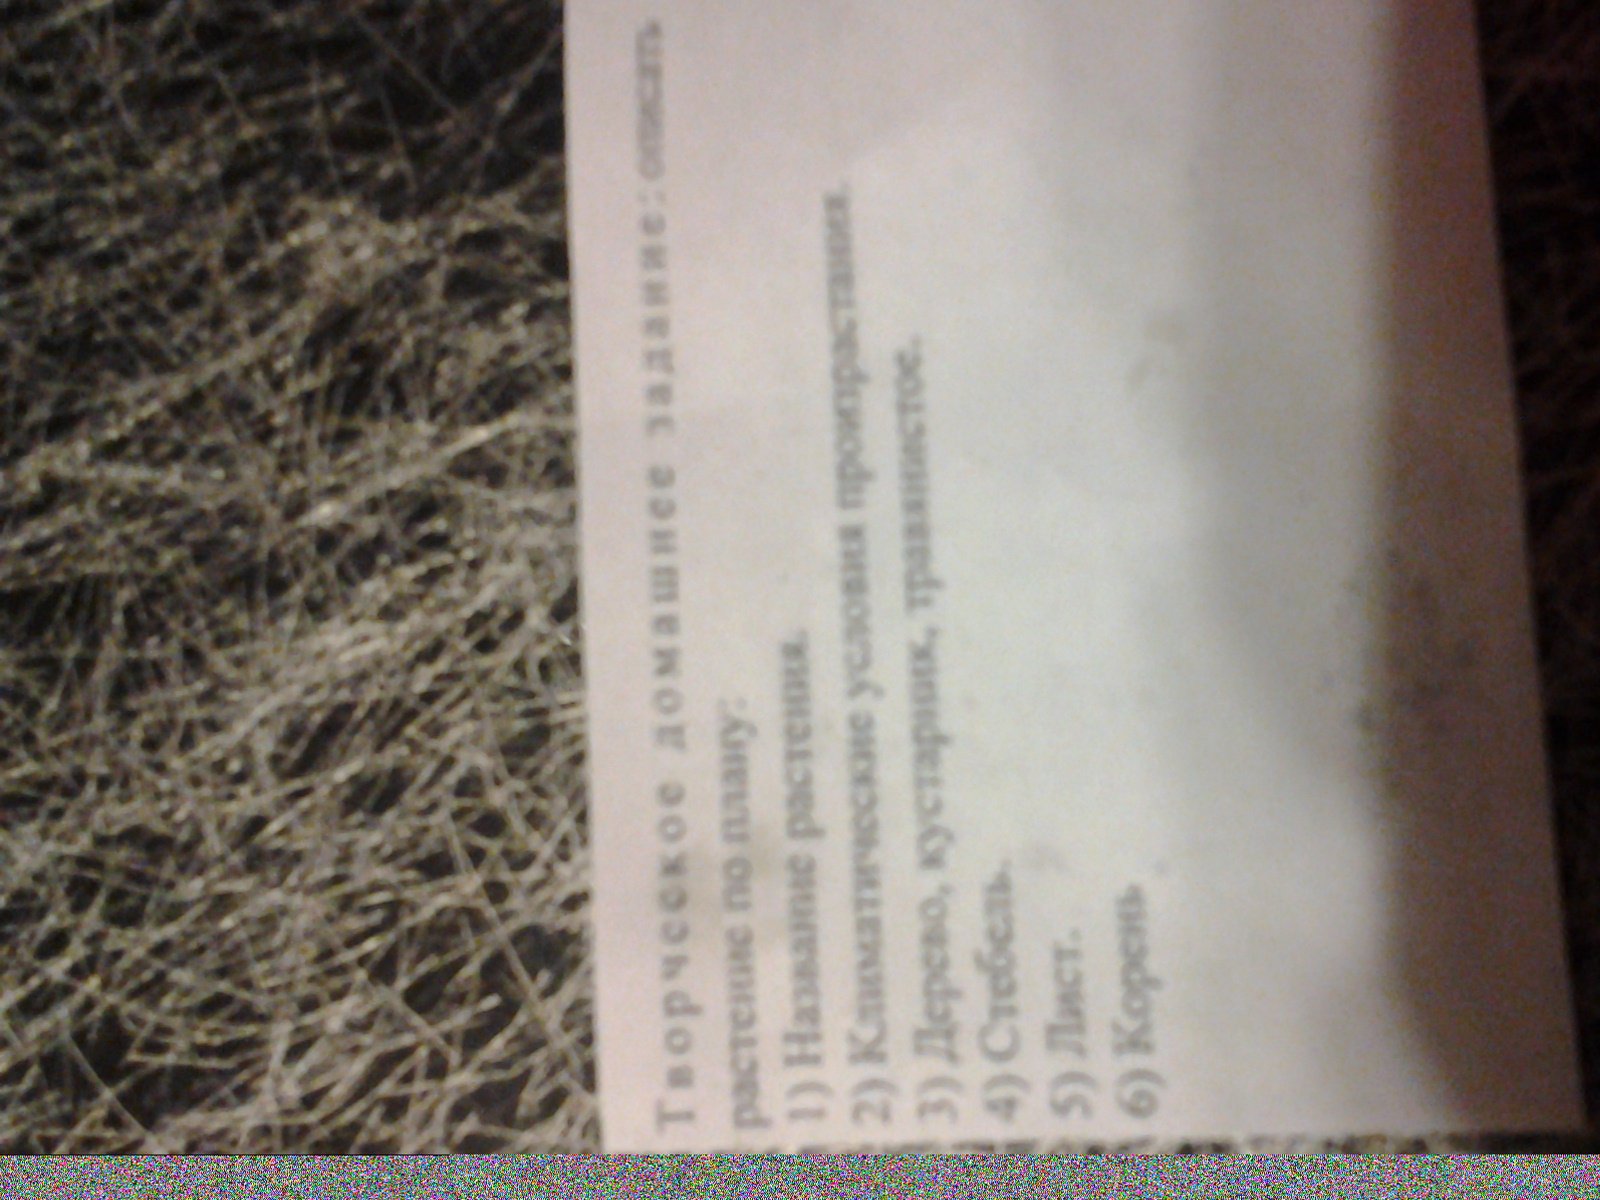 Творческое домашнее задание: описать
растение по плану:
1) Название растения.
2) Климатические условия произрастания.
3) Дерево, кустарник, травянистое.
4) Стебель.
5) Лист.
6) Корень